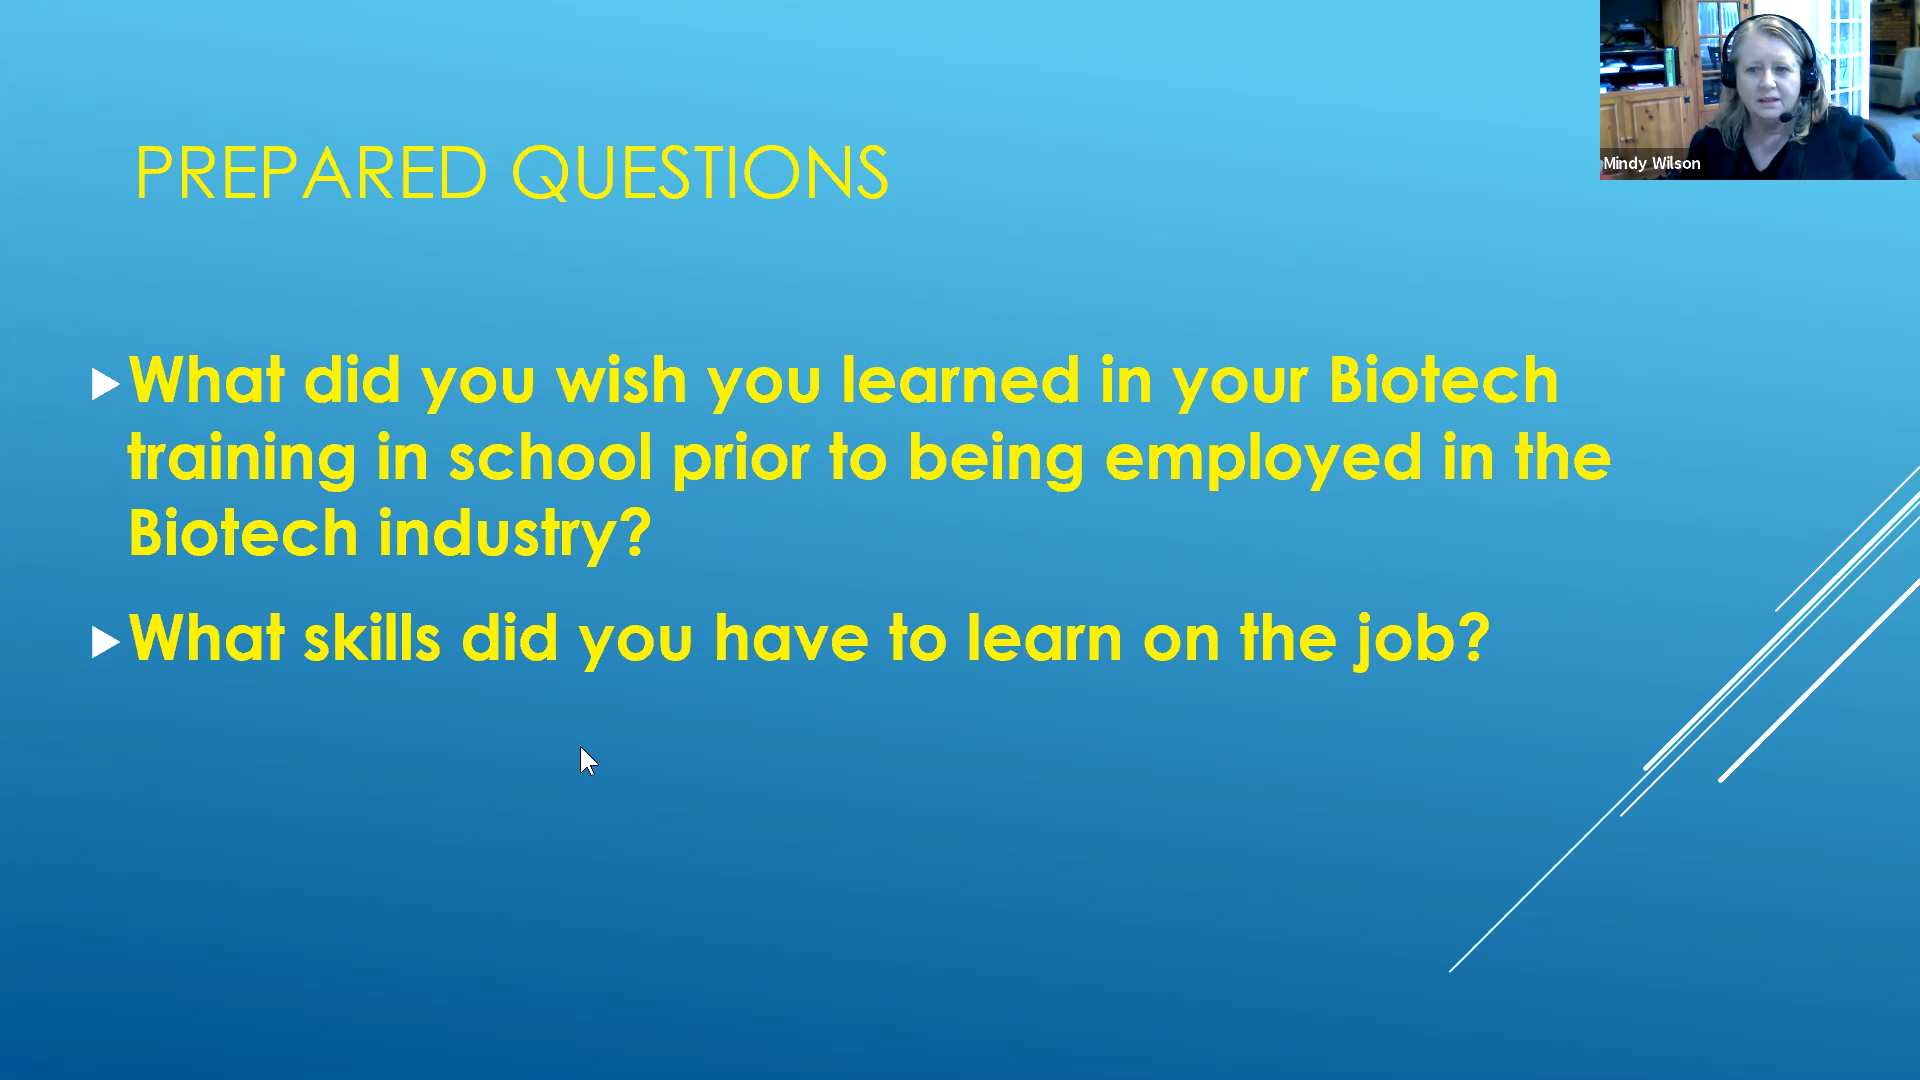 Mindy Wilson
PREPARED QUESTIONS
What did you wish you learned in your Biotech
training in school prior to being employed in the
Biotech industry?
What skills did you have to learn on the job?